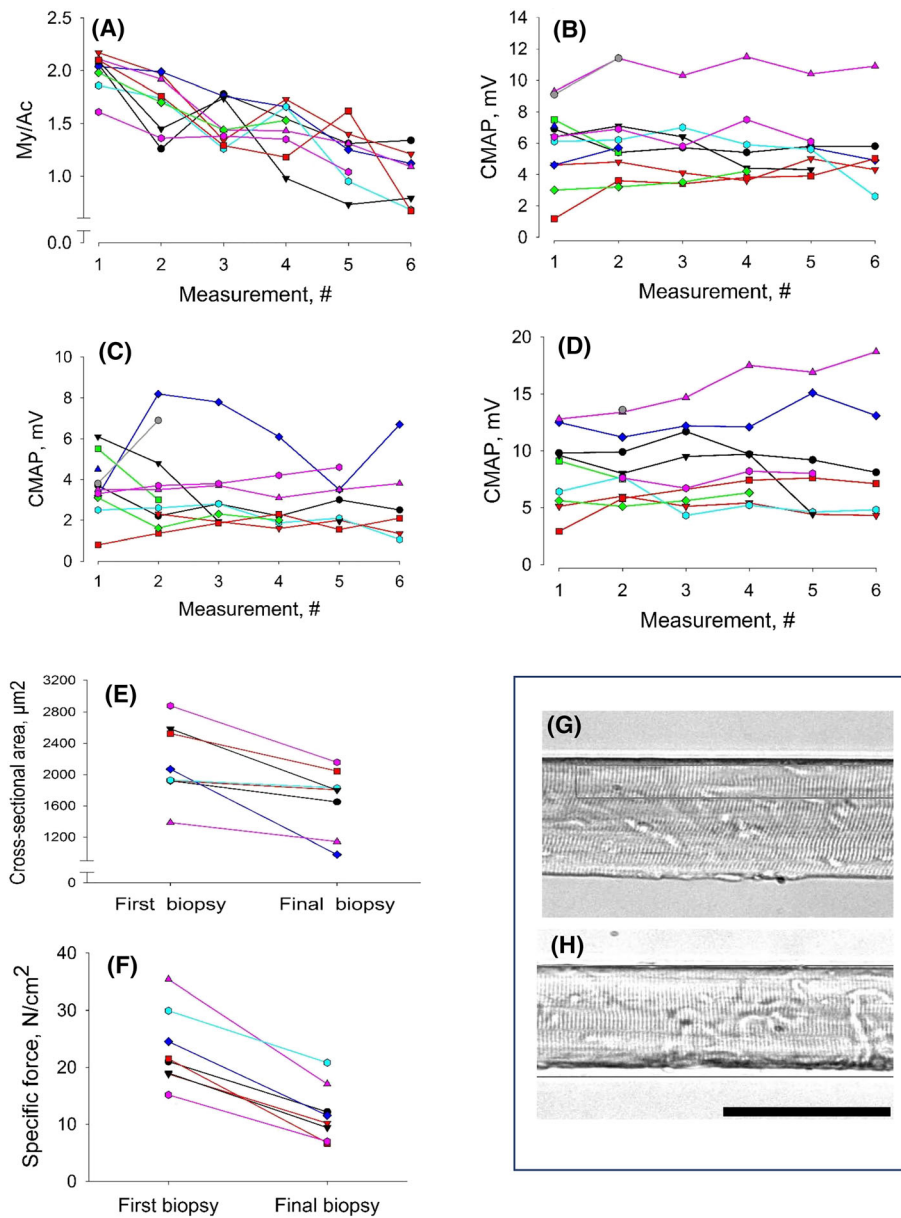 (A)
My/Ac
2.5
2.0
1.5
1.0
0.0
1 2 3 4 5 6
Measurement, #
(B)
CMAP, mV
14
12
10
8
6
4
2
0
1 2 3 4 5 6
Measurement, #
(C)
CMAP, mV
10
8
6
4
2
0
1 2 3 4 5 6
Measurement, #
(D)
CMAP, mV
20
15
10
5
0
1 2 3 4 5 6
Measurement, #
(E)
Cross-sectional area, µm2
3200
2800
2400
2000
1600
1200
0
First biopsy Final biopsy
(F)
Specific force, N/cm²
40
30
20
10
0
First biopsy Final biopsy
(G)
(H)